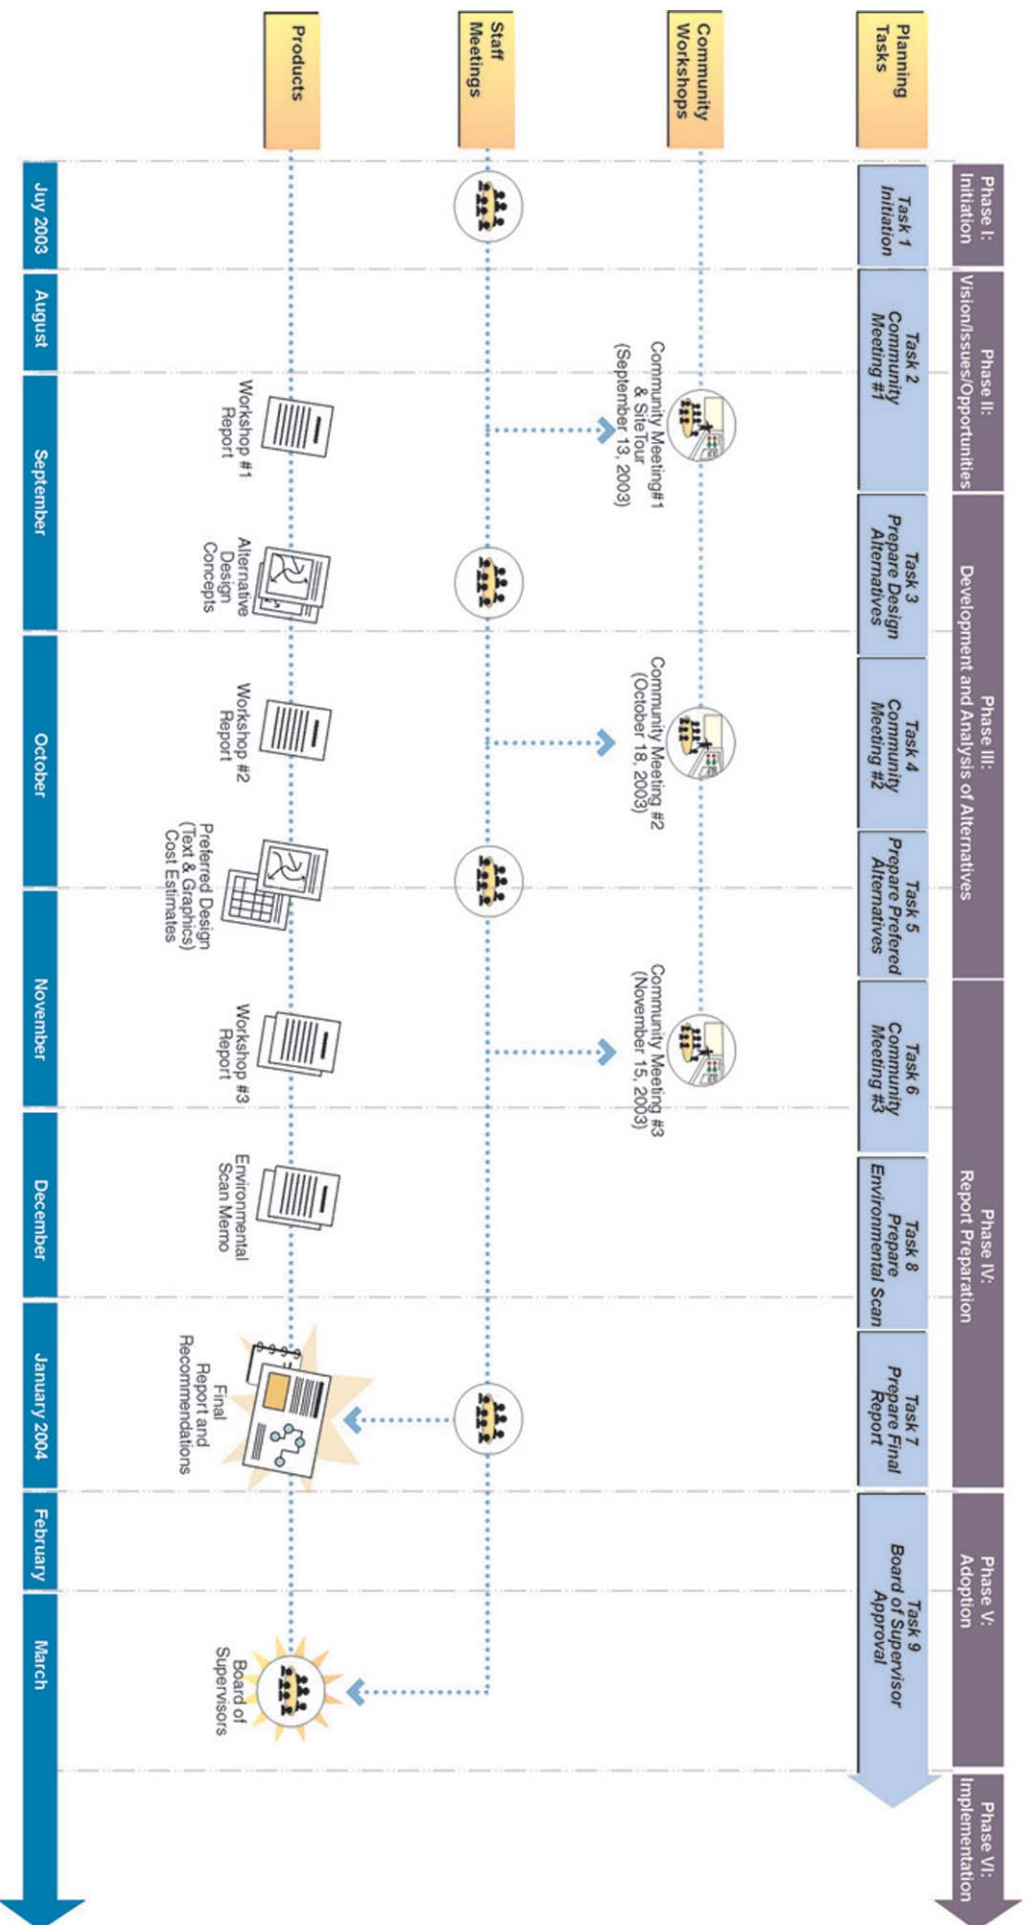 Phase I:
Initiation
Phase II:
Vision/Issues/Opportunities
Phase III:
Development and Analysis of Alternatives
Phase IV:
Report Preparation
Phase V:
Adoption
Phase VI:
Implementation
Planning
Tasks
Task 1
Initiation
Task 2
Community
Meeting #1
Task 3
Prepare Design
Alternatives
Task 4
Community
Meeting #2
Task 5
Prepare Prefered
Alternatives
Task 6
Community
Meeting #3
Task 8
Prepare
Environmental Scan
Task 7
Prepare Final
Report
Task 9
Board of Supervisor
Approval
Community
Workshops
Community Meeting#1
& SiteTour
(September 13, 2003)
Community Meeting #2
(October 18, 2003)
Community Meeting #3
(November 15, 2003)
Staff
Meetings
Products
Workshop #1
Report
Alternative
Design
Concepts
Workshop #2
Report
Preferred Design
(Text & Graphics)
Cost Estimates
Workshop #3
Report
Environmental
Scan Memo
Final
Report and
Recommendations
Board of
Supervisors
Juy 2003
August
September
October
November
December
January 2004
February
March